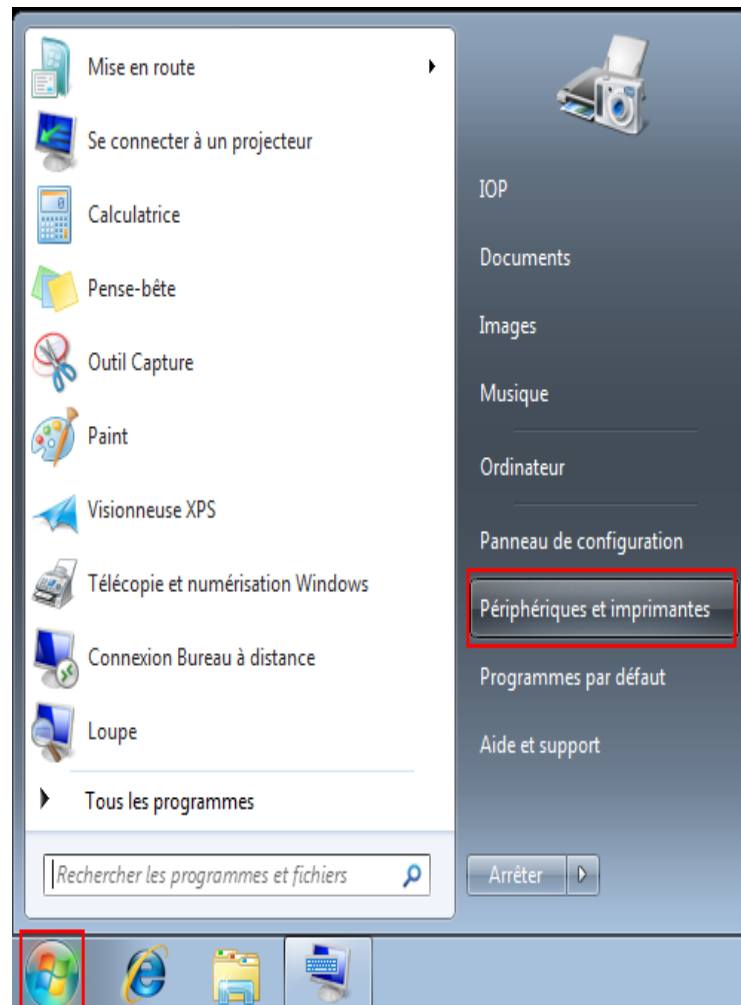 Mise en route
Se connecter à un projecteur
Calculatrice
Pense-bête
Outil Capture
Paint
Visionneuse XPS
Télécopie et numérisation Windows
Connexion Bureau à distance
Loupe
Tous les programmes
Rechercher les programmes et fichiers
IOP
Documents
Images
Musique
Ordinateur
Panneau de configuration
Périphériques et imprimantes
Programmes par défaut
Aide et support
Arrêter